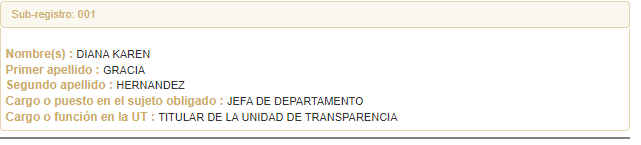 Sub-registro: 001
Nombre(s) : DIANA KAREN
Primer apellido : GRACIA
Segundo apellido : HERNANDEZ
Cargo o puesto en el sujeto obligado : JEFA DE DEPARTAMENTO
Cargo o función en la UT : TITULAR DE LA UNIDAD DE TRANSPARENCIA